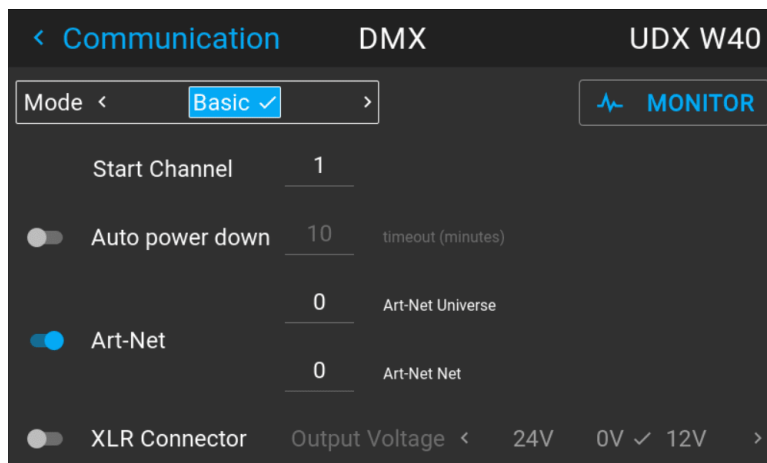 Communication DMX UDX W40
Mode Basic MONITOR
Start Channel 1
Auto power down 10 timeout (minutes)
0 Art-Net Universe
Art-Net
0 Art-Net Net
XLR Connector Output Voltage 24V 0V 12V